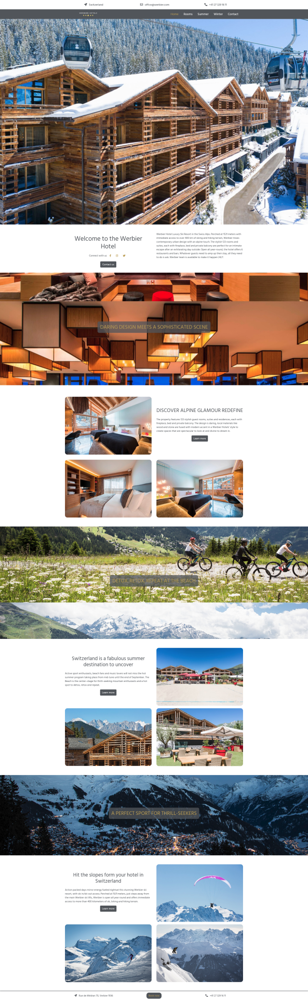 Switzerland
office@werbier.com
+41 27 329 16 11
WERBIER HOTELS
Home Rooms Summer Winter Contact
Welcome to the Werbier
Hotel
Connect with us
Contact us
Werbier Hotel Luxury Ski Resort in the Swiss Alps. Perched at 1531 meters with
immediate access to over 400 km of skiing and hiking terrain, Werbier mixes
contemporary urban design with an alpine touch. The stylish 123 rooms and
suites, each with fireplace, bed and private balcony are perfect for an intimate
escape after an exhilarating day outside. Open all year-round, the hotel offers 6
restaurants and bars. Whatever guests need to amp up their stay, all they need
to do is ask. Werbier team is available to make it happen 24/7.
DARING DESIGN MEETS A SOPHISTICATED SCENE
DISCOVER ALPINE GLAMOUR REDEFINE
The property features 123 stylish guest rooms, suites and residences, each with
fireplace, bed and private balcony. The design is daring, local materials like
wood and stone are fused with modern accent in a Werbier Hotels' style to
create spaces that are spectacular to look at and divine to dream in.
Learn more
DETOX, RETOX, REPEAT AT THE BEACH
Switzerland is a fabulous summer
destination to uncover
Active sport enthusiasts, beach fans and music lovers will not miss the hot
summer program taking place from mid-June until the end of September. The
Beach is the center-stage for thrill-seeking mountain enthusiasts and a hot
spot to detox, retox and repeat.
Learn more
A PERFECT SPORT FOR THRILL-SEEKERS
Hit the slopes form your hotel in
Switzerland
Action packed days mirror energy fueled nightsat this stunning Werbier ski
resort, with ski in/ski out access. Perched at 1531 meters, just steps away from
the main Werbier ski lifts, Werbier is open all year round and offers immediate
access to more than 400 kilometers of ski, biking and hiking terrain.
Learn more
Rue de Médran 70, Verbier 1936
Book now
+41 27 329 16 11